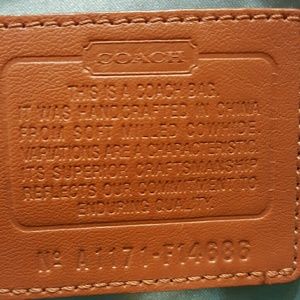 COACH
THIS IS A COACH BAG.
IT WAS HANDCRAFTED IN CHINA
FROM SOFT MILLED COWHIDE.
VARIATIONS ARE A CHARACTERISTIC.
ITS SUPERIOR CRAFTSMANSHIP
REFLECTS OUR COMMITMENT TO
ENDURING QUALITY.
Nº A1171-F14686